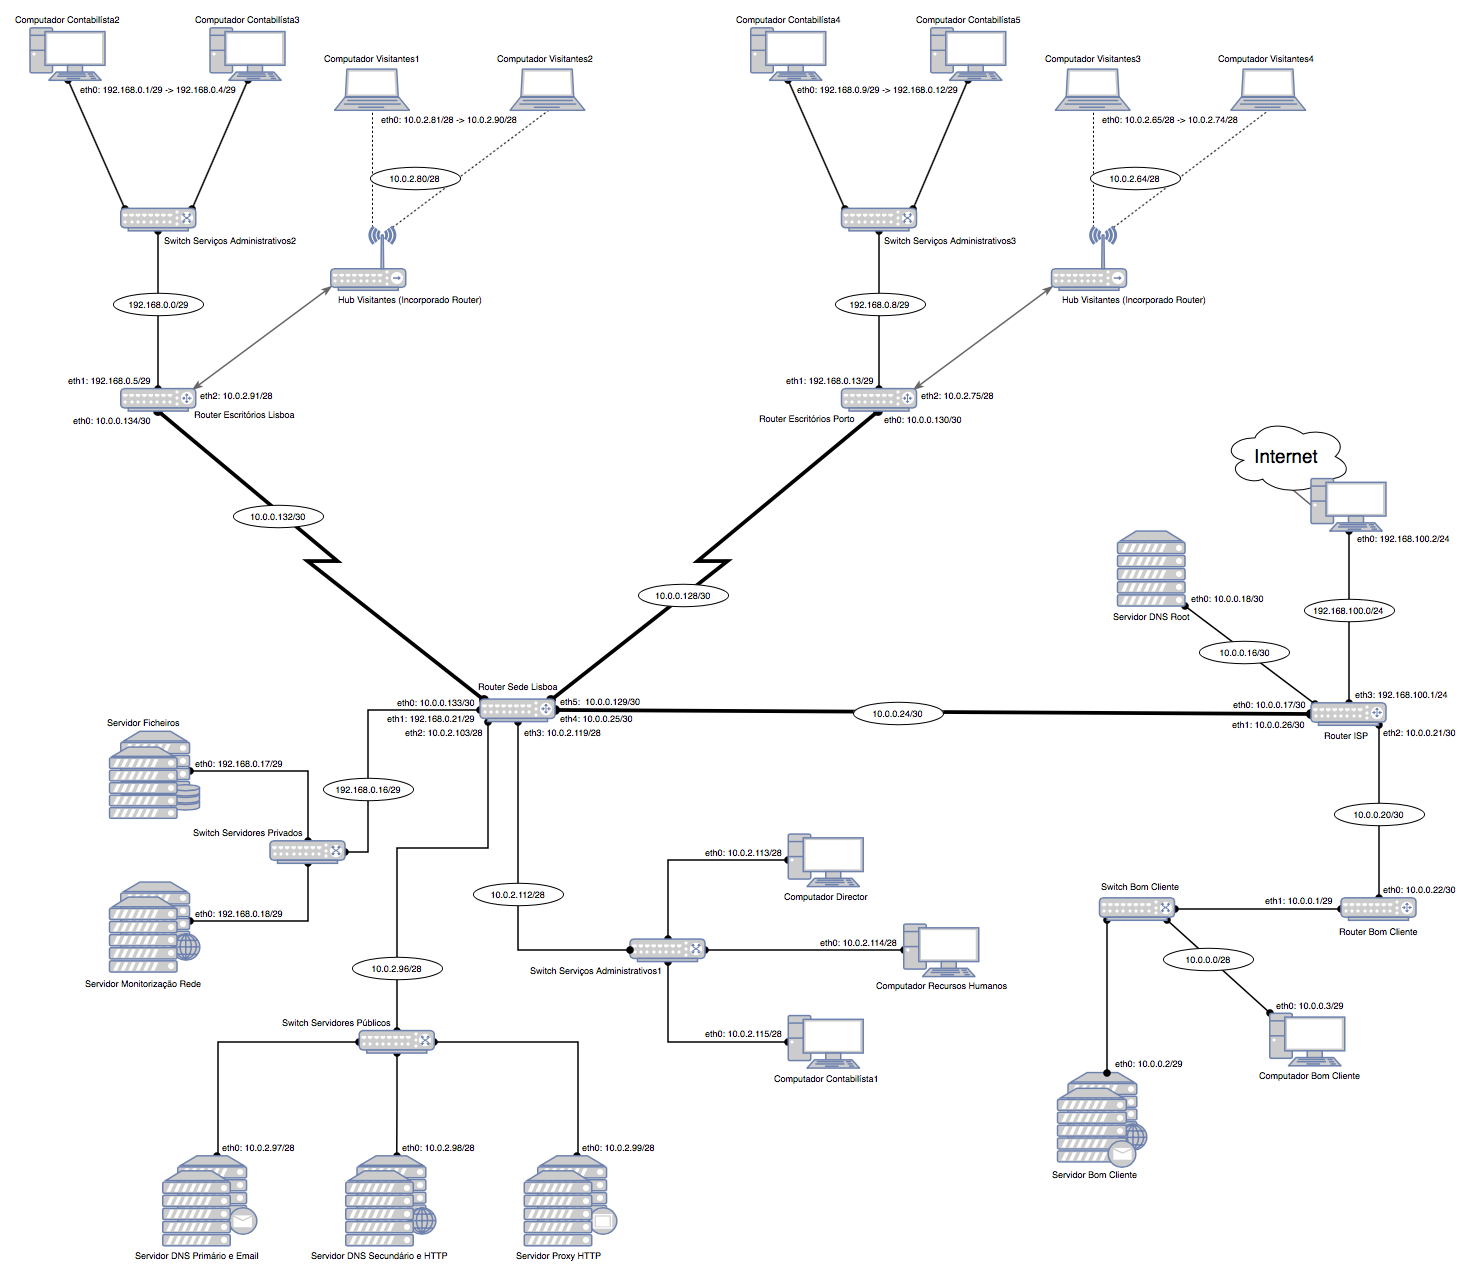 Computador Contabilísta2
Computador Contabilísta3
eth0: 192.168.0.1/29 -> 192.168.0.4/29
Computador Visitantes1
Computador Visitantes2
eth0: 10.0.2.81/28 -> 10.0.2.90/28
10.0.2.80/28
Switch Serviços Administrativos2
Hub Visitantes (Incorporado Router)
192.168.0.0/29
eth1: 192.168.0.5/29
eth2: 10.0.2.91/28
Router Escritórios Lisboa
eth0: 10.0.0.134/30
Computador Contabilísta4
Computador Contabilísta5
eth0: 192.168.0.9/29 -> 192.168.0.12/29
Computador Visitantes3
Computador Visitantes4
eth0: 10.0.2.65/28 -> 10.0.2.74/28
10.0.2.64/28
Switch Serviços Administrativos3
Hub Visitantes (Incorporado Router)
192.168.0.8/29
eth1: 192.168.0.13/29
eth2: 10.0.2.75/28
Router Escritórios Porto
eth0: 10.0.0.130/30
10.0.0.132/30
10.0.0.128/30
Internet
eth0: 192.168.100.2/24
eth0: 10.0.0.18/30
Servidor DNS Root
192.168.100.0/24
10.0.0.16/30
eth3: 192.168.100.1/24
eth0: 10.0.0.17/30
eth1: 10.0.0.26/30
eth2: 10.0.0.21/30
Router ISP
10.0.0.24/30
Router Sede Lisboa
eth0: 10.0.0.133/30
eth1: 192.168.0.21/29
eth2: 10.0.2.103/28
eth5: 10.0.0.129/30
eth4: 10.0.0.25/30
eth3: 10.0.2.119/28
Servidor Ficheiros
eth0: 192.168.0.17/29
192.168.0.16/29
Switch Servidores Privados
eth0: 192.168.0.18/29
Servidor Monitorização Rede
10.0.2.112/28
eth0: 10.0.2.113/28
Computador Director
eth0: 10.0.2.114/28
Switch Serviços Administrativos1
Computador Recursos Humanos
eth0: 10.0.2.115/28
Computador Contabilísta1
10.0.2.96/28
Switch Servidores Públicos
eth0: 10.0.2.97/28
eth0: 10.0.2.98/28
eth0: 10.0.2.99/28
Servidor DNS Primário e Email
Servidor DNS Secundário e HTTP
Servidor Proxy HTTP
10.0.0.20/30
eth0: 10.0.0.22/30
Switch Bom Cliente
eth1: 10.0.0.1/29
Router Bom Cliente
10.0.0.0/28
eth0: 10.0.0.3/29
eth0: 10.0.0.2/29
Computador Bom Cliente
Servidor Bom Cliente